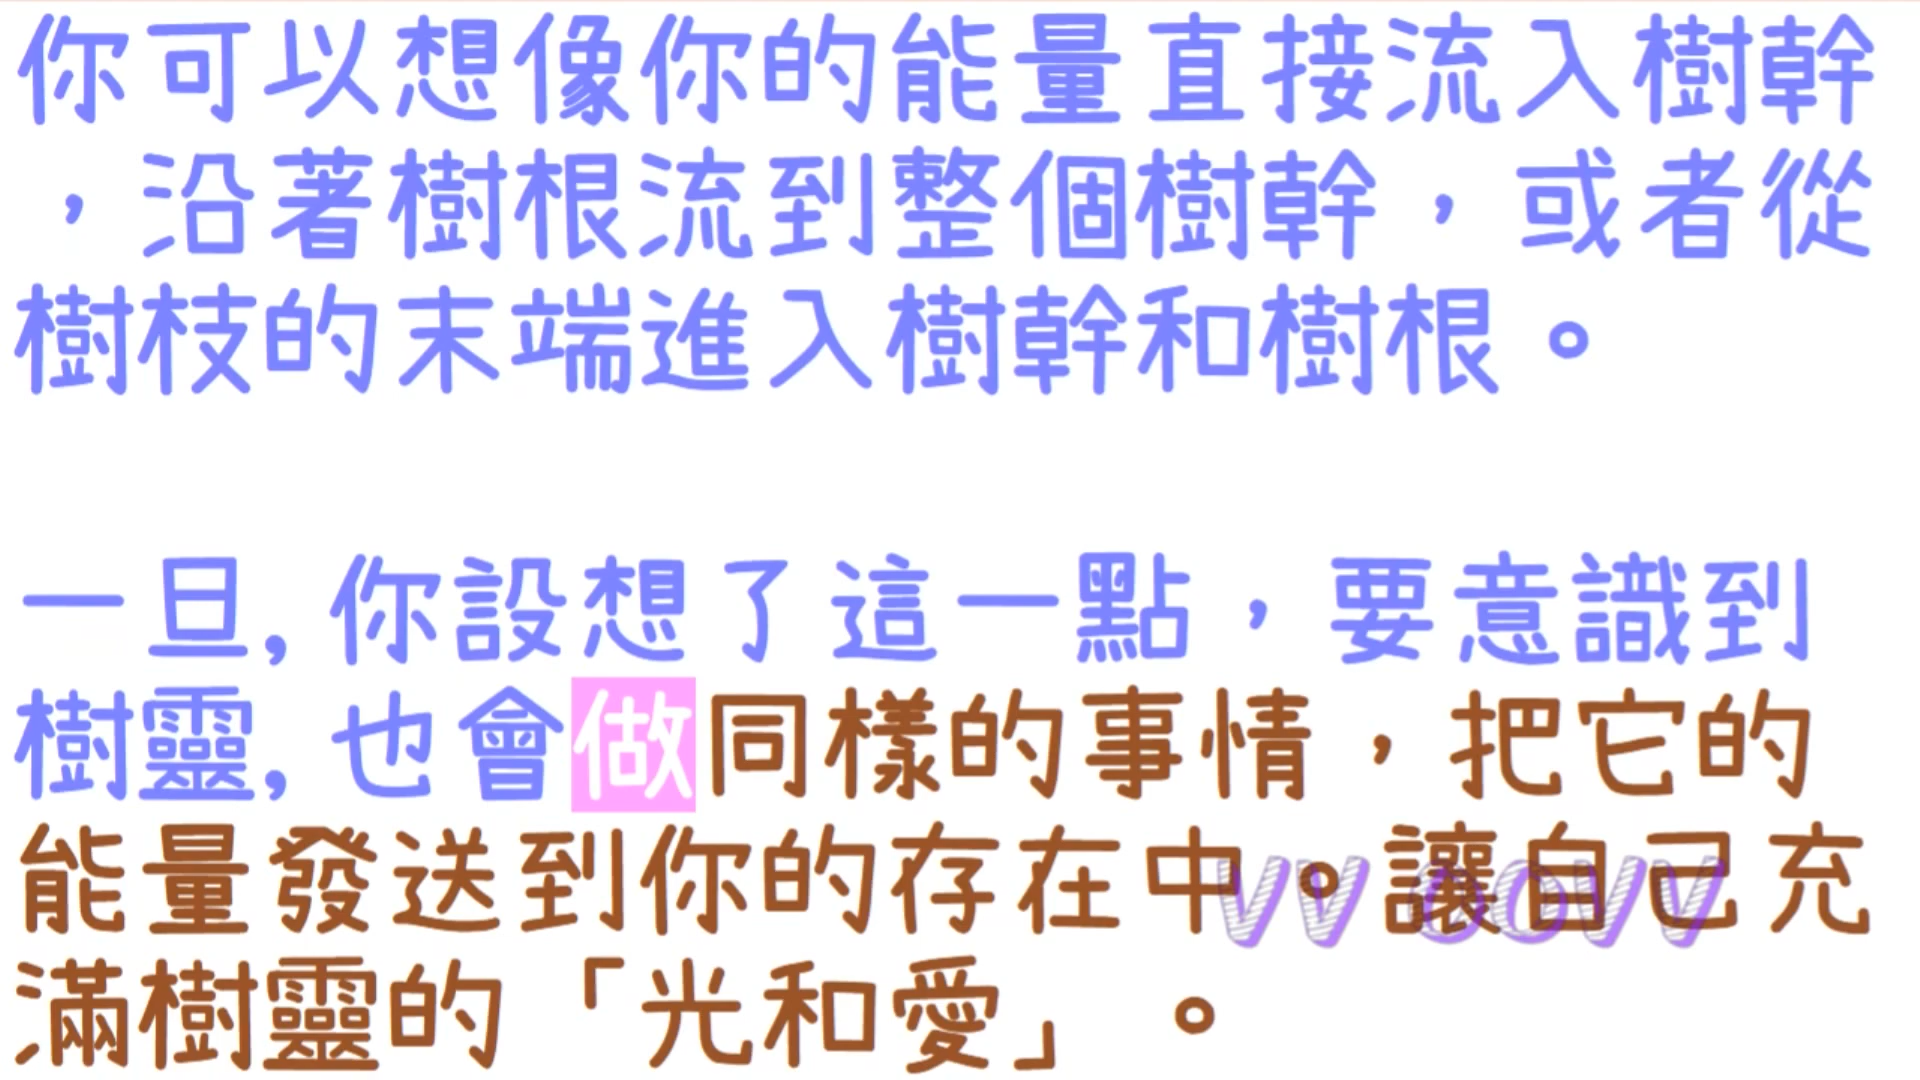 你可以想像你的能量直接流入樹幹
，沿著樹根流到整個樹幹，或者從
樹枝的末端進入樹幹和樹根。
一旦,你設想了這一點，要意識到
樹靈,也會做同樣的事情，把它的
能量發送到你的存在中。讓自己充
滿樹靈的「光和愛」。
VV OOVV